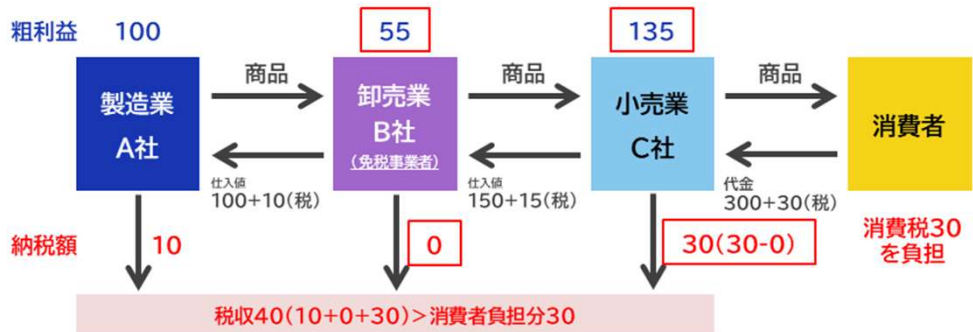 粗利益 100 55 135
商品 商品 商品
製造業
A社
卸売業
B社
(免税事業者)
小売業
C社
消費者
仕入値
100+10(税)
仕入値
150+15(税)
代金
300+30(税)
納税額 10 0 30(30-0)
消費税30
を負担
税収40(10+0+30)>消費者負担分30